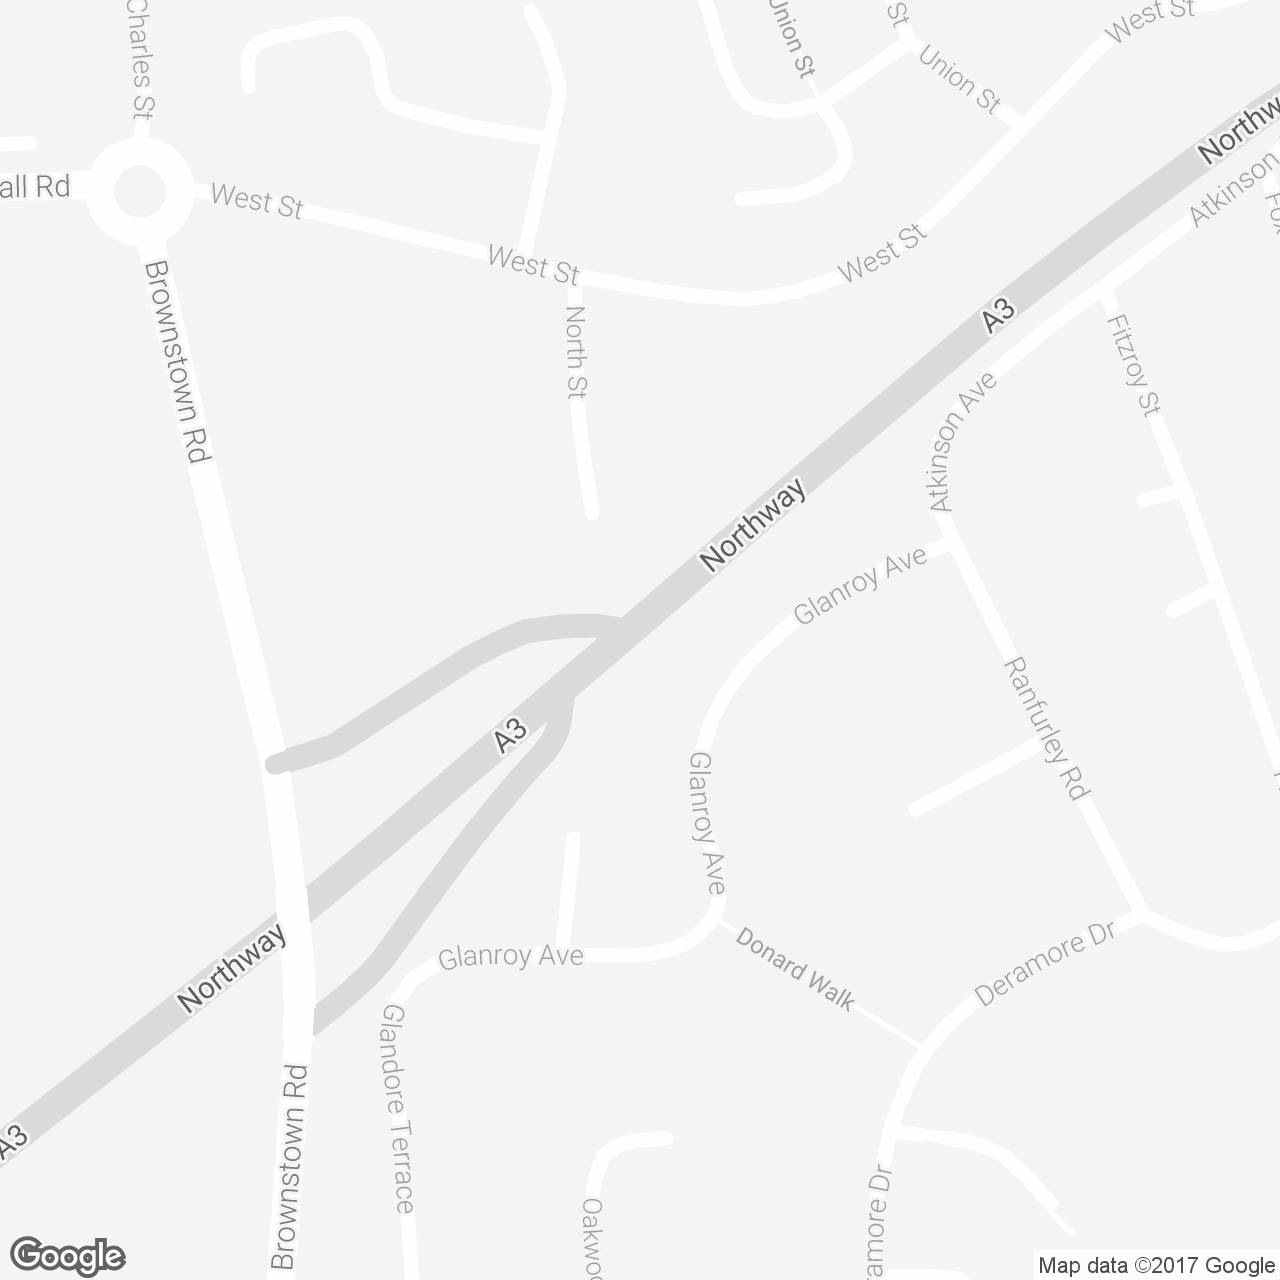 Charles St
Union St
St
West St
Union St
Northw
all Rd
West St
Atkinson
Fox
West St
West St
Brownstown Rd
North St
A3
Fitzroy St
Atkinson Ave
Northway
Glanroy Ave
Ranfurley Rd
A3
Glanroy Ave
Northway
Glanroy Ave
Donard Walk
Deramore Dr
Glandore Terrace
Brownstown Rd
A3
Oakwoo
amore Dr
Google
Map data ©2017 Google